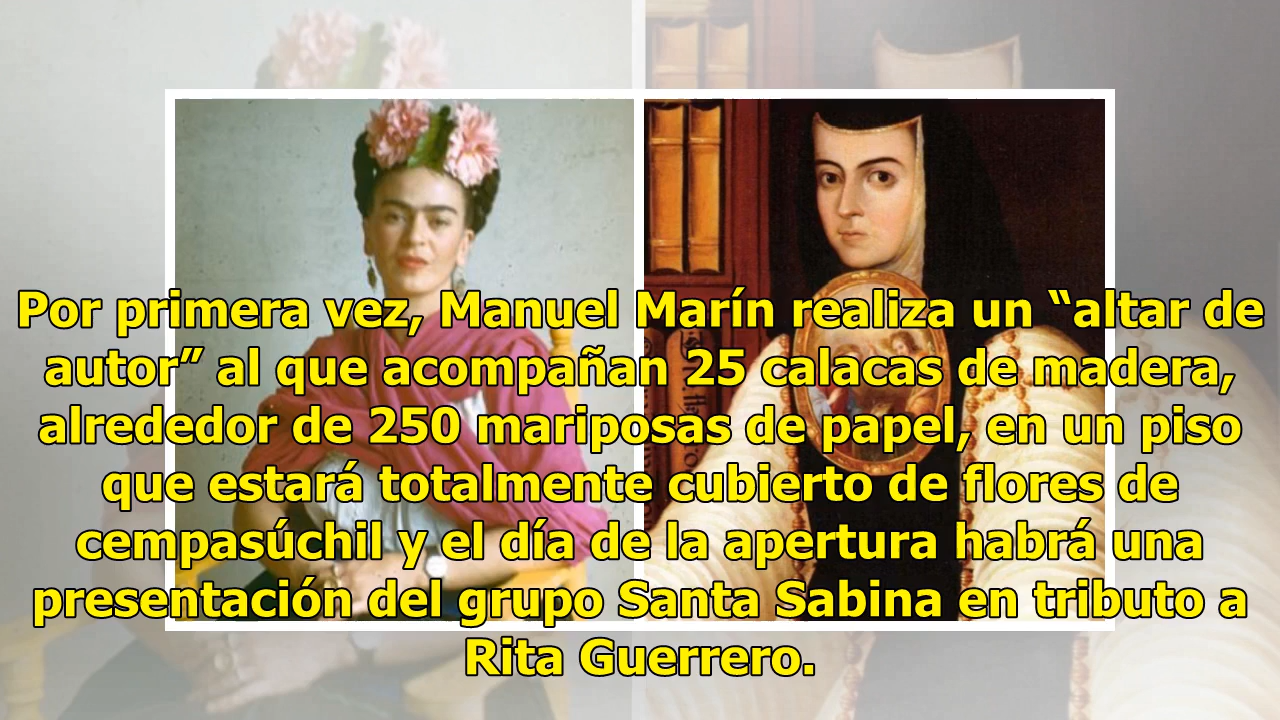 Por primera vez, Manuel Marín realiza un “altar de
autor” al que acompañan 25 calacas de madera,
alrededor de 250 mariposas de papel, en un piso
que estará totalmente cubierto de flores de
cempasúchil y el día de la apertura habrá una
presentación del grupo Santa Sabina en tributo a
Rita Guerrero.